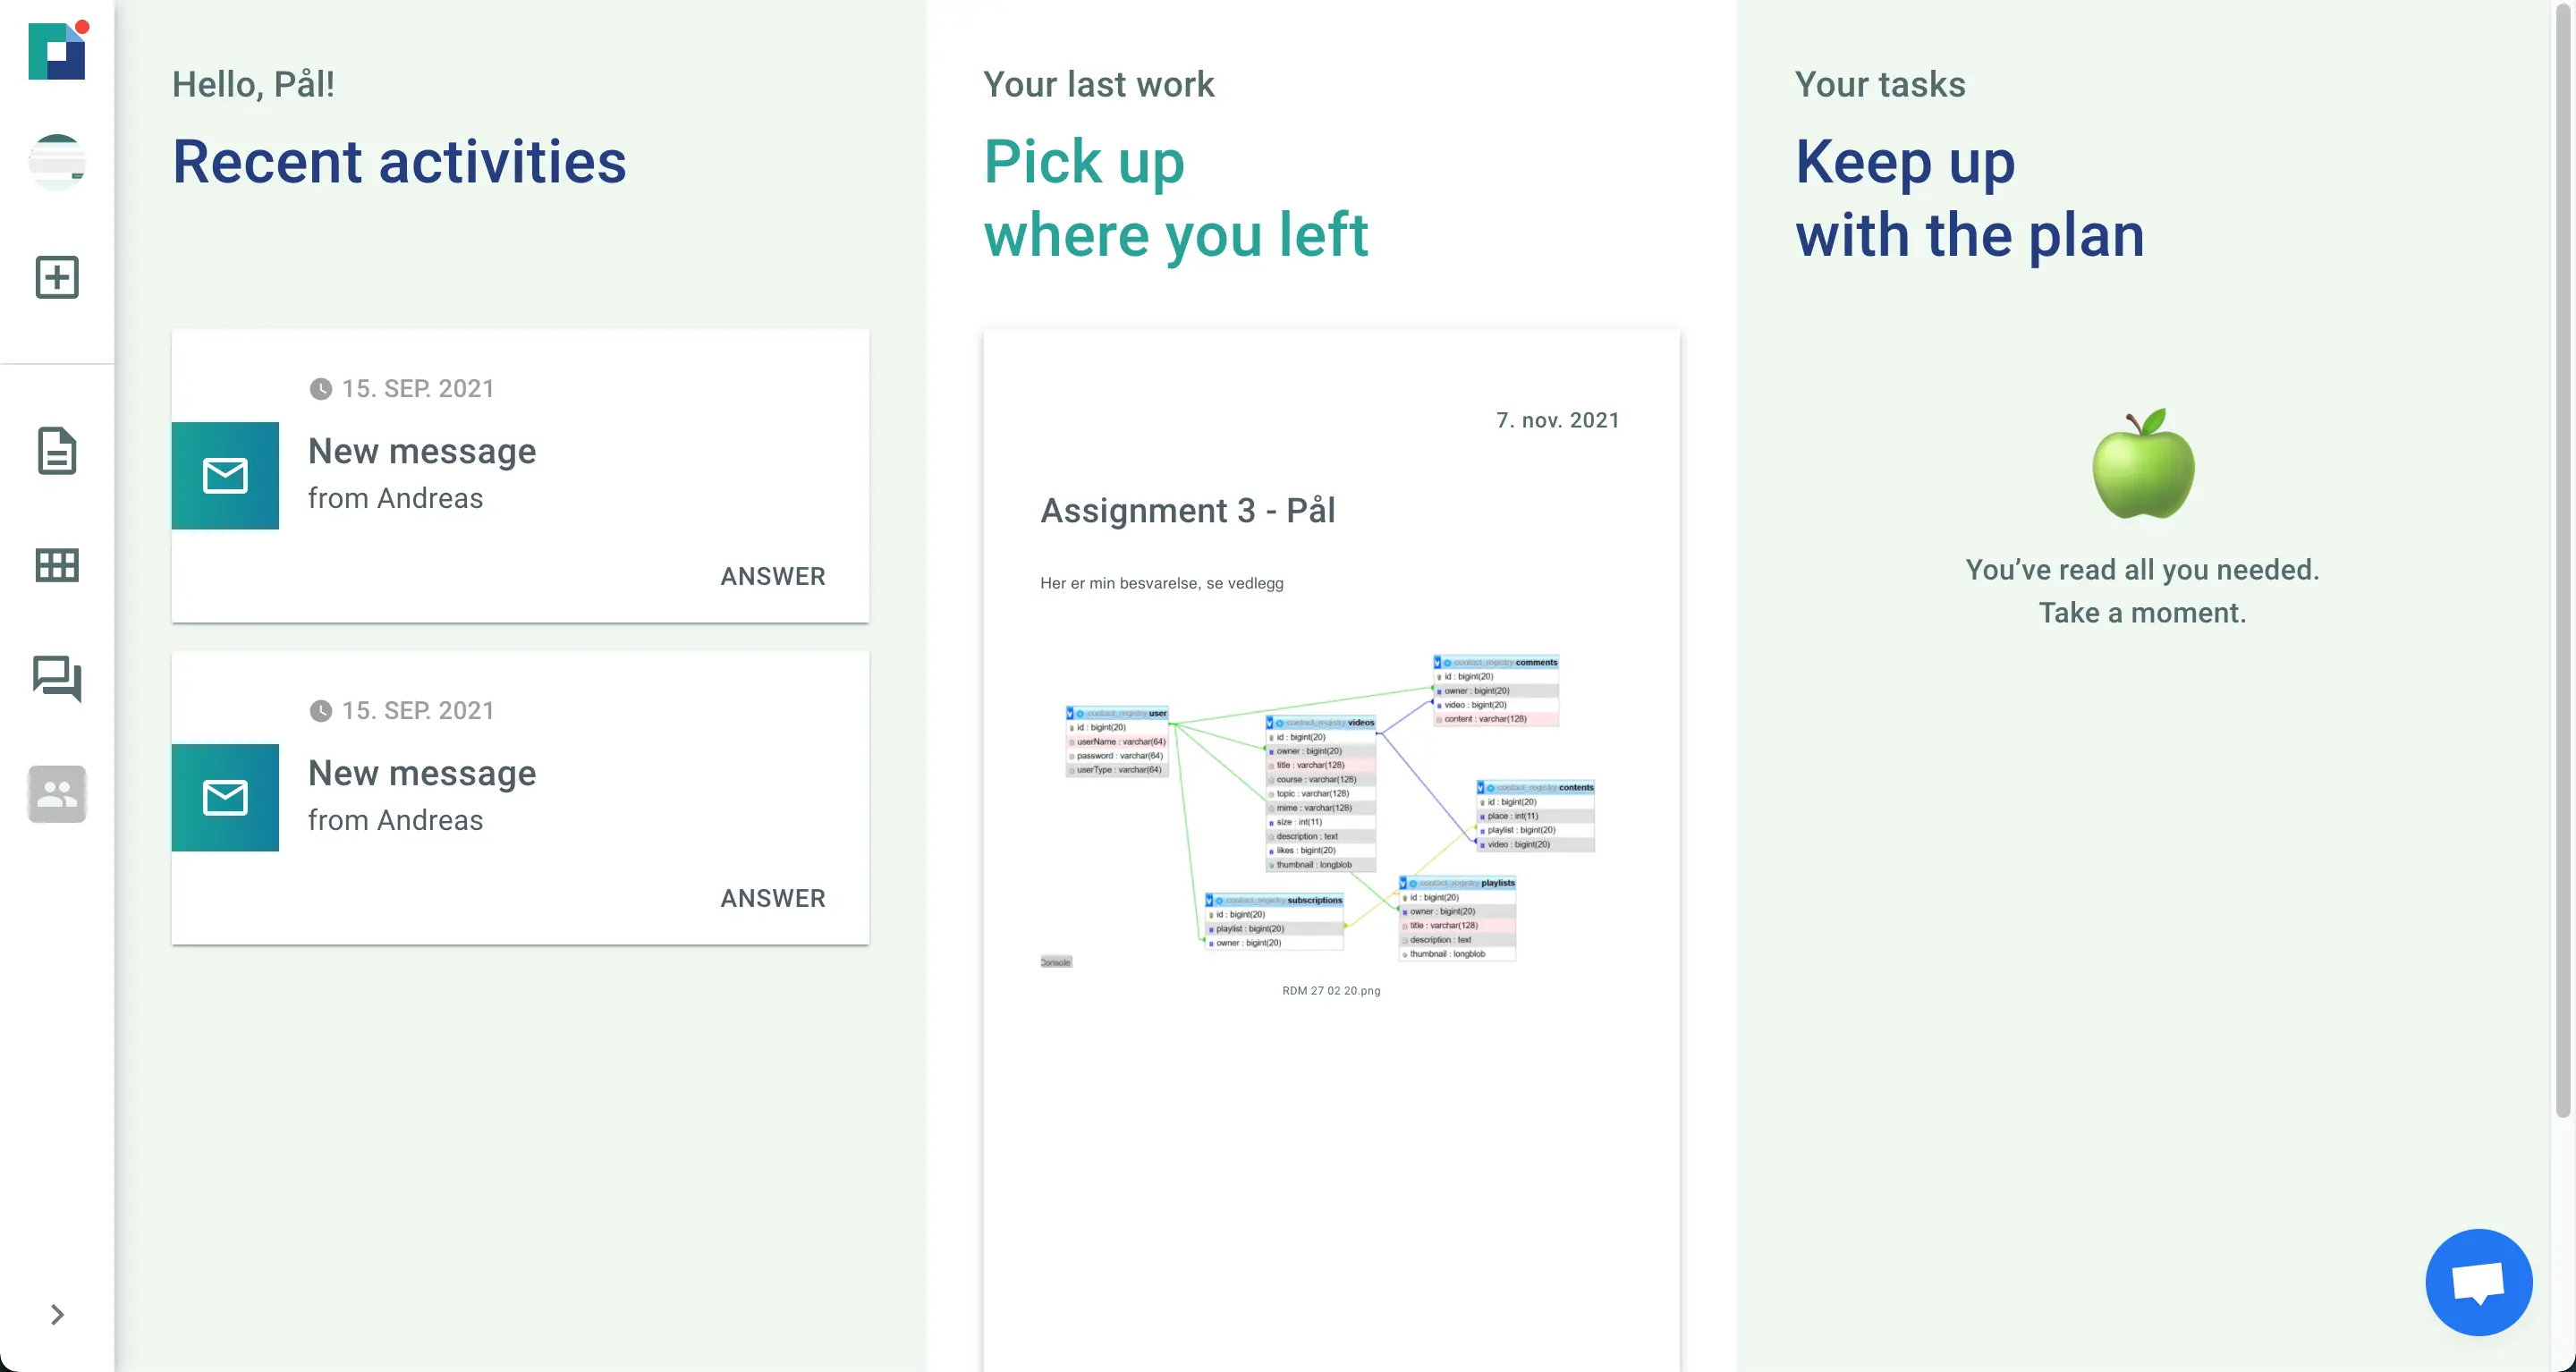 Hello, Pål!
Recent activities
15. SEP. 2021
New message
from Andreas
ANSWER
15. SEP. 2021
New message
from Andreas
ANSWER
Your last work
Pick up
where you left
7. nov. 2021
Assignment 3 - Pål
Her er min besvarelse, se vedlegg
contact_registry comments
id : bigint(20)
owner : bigint(20)
video : bigint(20)
content : varchar(128)
contact_registry user
id : bigint(20)
userName : varchar(64)
password : varchar(64)
userType : varchar(64)
contact_registry videos
id : bigint(20)
owner : bigint(20)
title : varchar(128)
course : varchar(128)
topic : varchar(128)
mime : varchar(128)
size : int(11)
description : text
likes : bigint(20)
thumbnail : longblob
contact_registry contents
id : bigint(20)
place : int(11)
playlist : bigint(20)
video : bigint(20)
contact_registry subscriptions
id : bigint(20)
playlist : bigint(20)
owner : bigint(20)
contact_registry playlists
id : bigint(20)
owner : bigint(20)
title : varchar(128)
description : text
thumbnail : longblob
Console
RDM 27 02 20.png
Your tasks
Keep up
with the plan
You’ve read all you needed.
Take a moment.